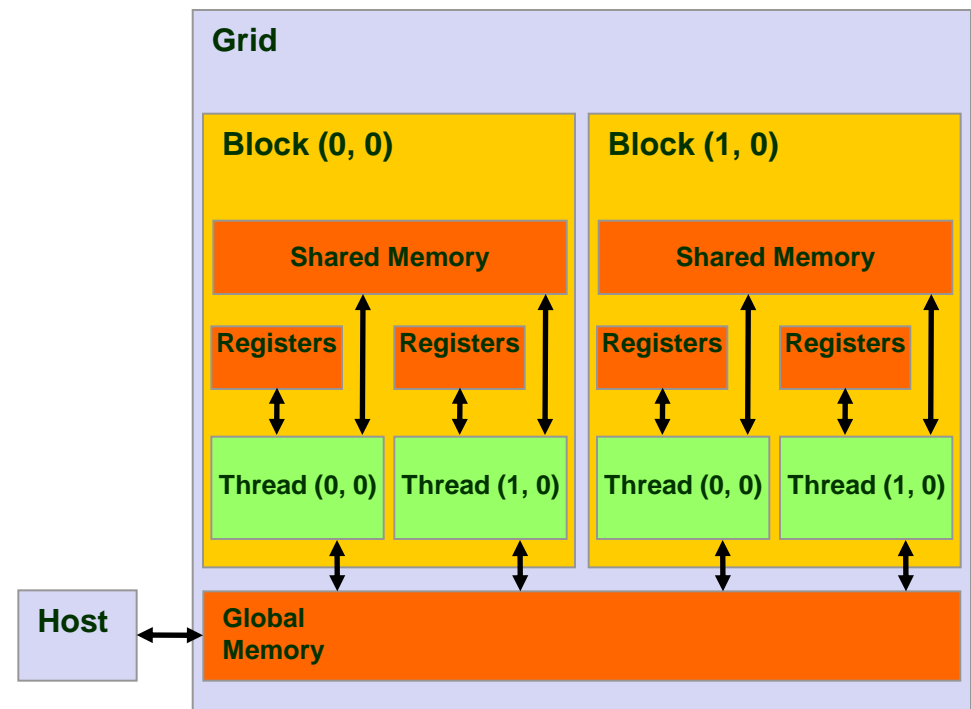 Grid
Block (0, 0)
Block (1, 0)
Shared Memory
Shared Memory
Registers
Registers
Registers
Registers
Thread (0, 0)
Thread (1, 0)
Thread (0, 0)
Thread (1, 0)
Host
Global
Memory